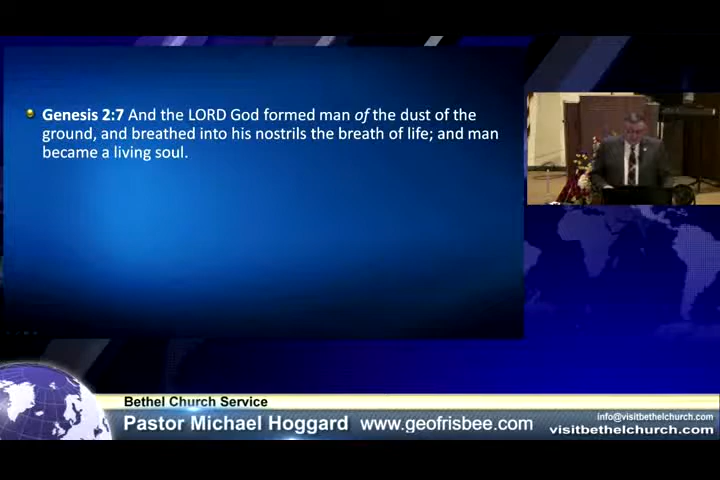 Genesis 2:7 And the LORD God formed man of the dust of the
ground, and breathed into his nostrils the breath of life; and man
became a living soul.
Bethel Church Service
Pastor Michael Hoggard www.geofrisbee.com
info@visitbethelchurch.com
visitbethelchurch.com